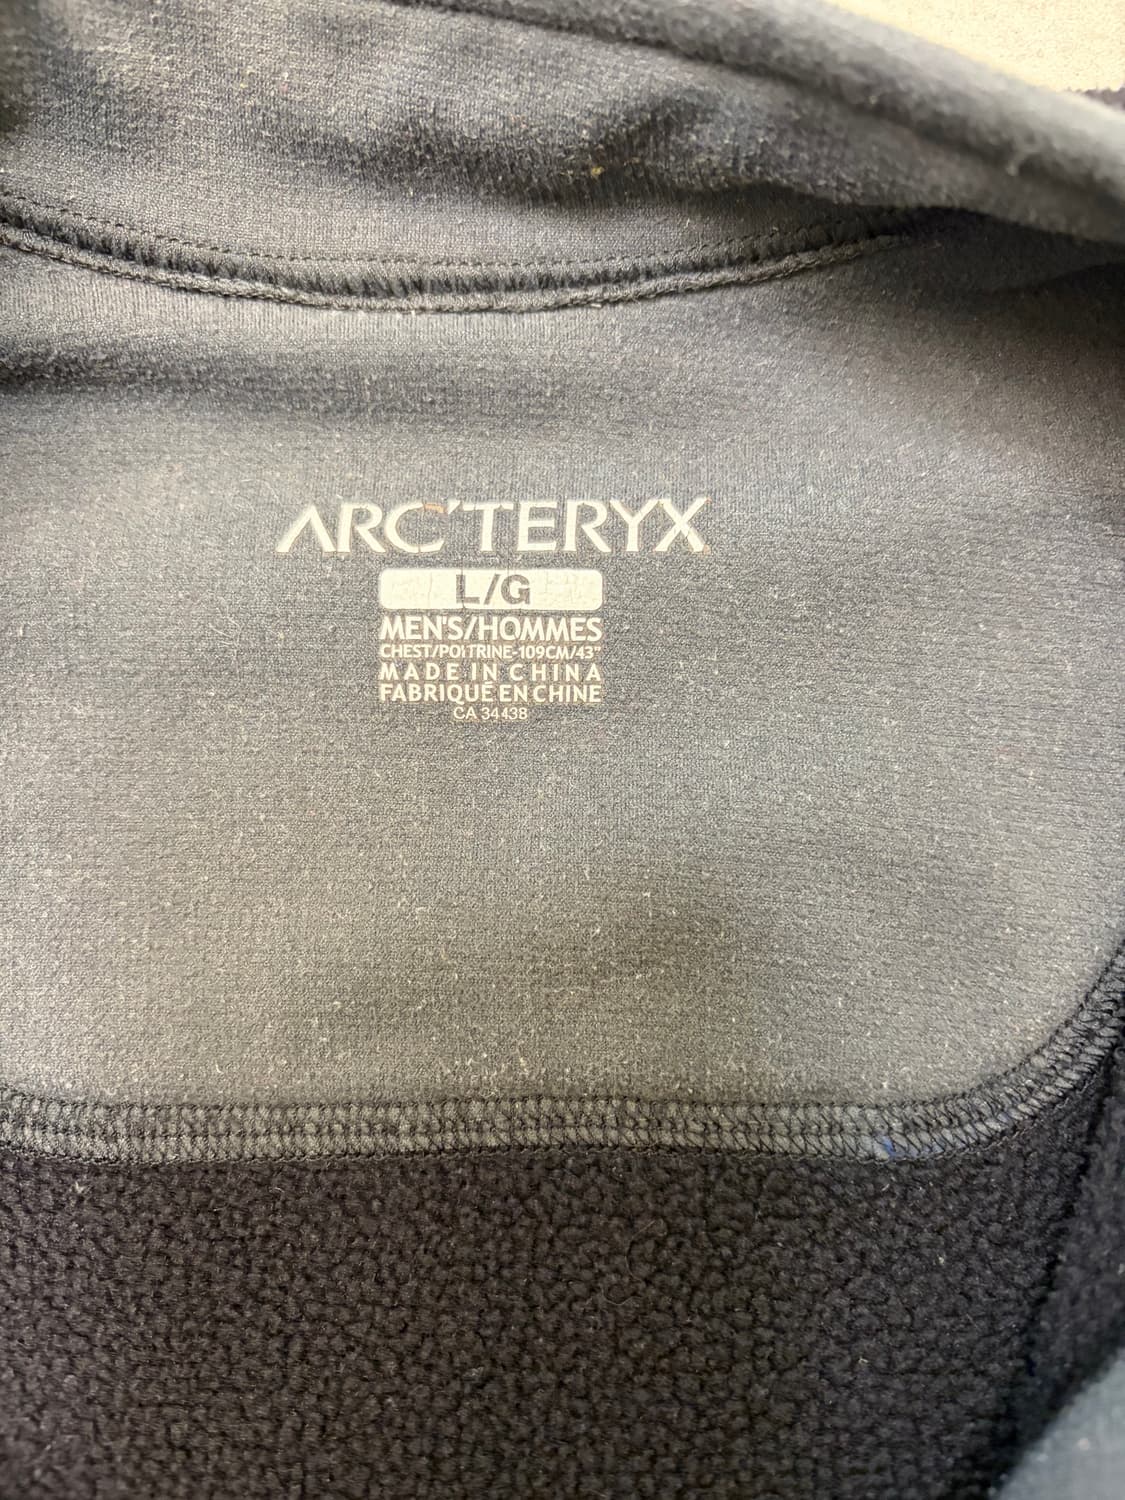 ARC'TERYX
L/G
MEN'S/HOMMES
CHEST/POITRINE-109CM/43"
MADE IN CHINA
FABRIQUÉ EN CHINE
CA 34438